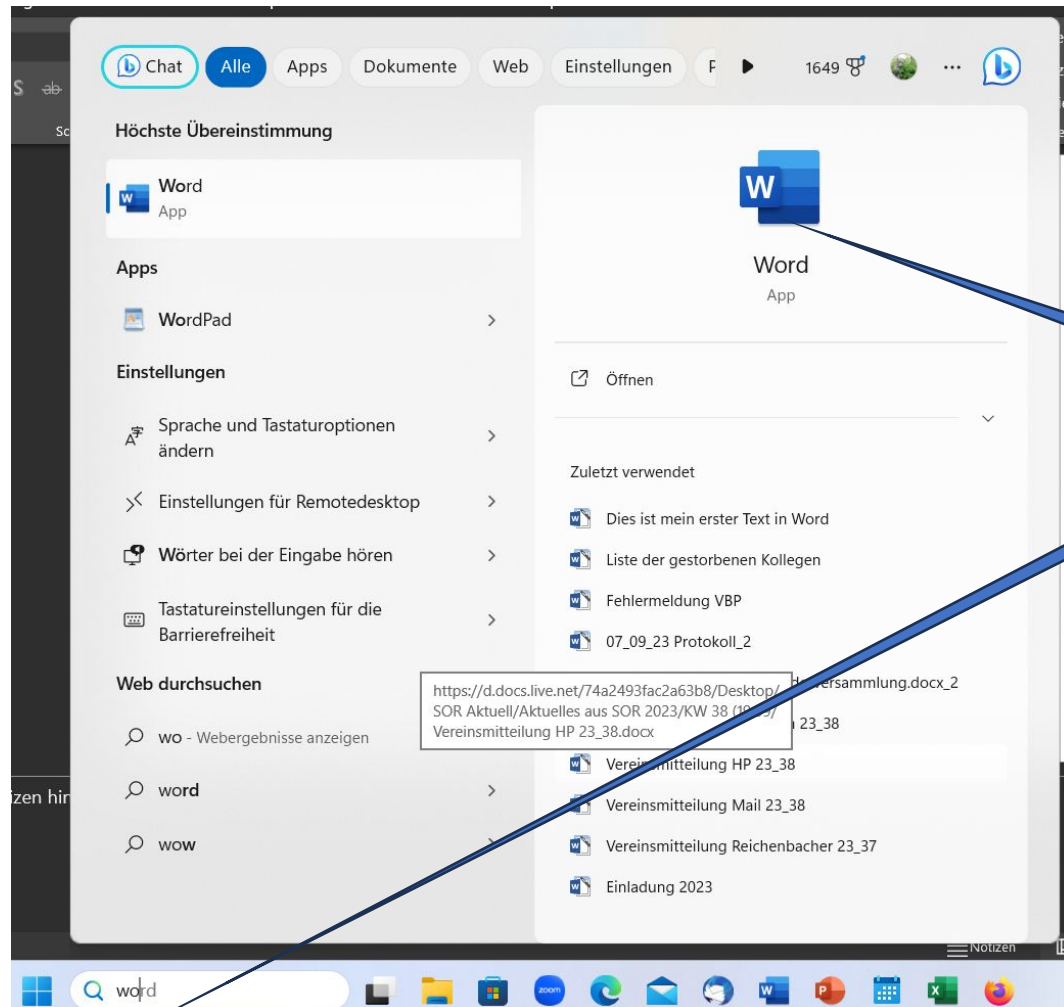 Chat Alle Apps Dokumente Web Einstellungen 1649
Höchste Übereinstimmung
Word
App
Apps
WordPad
Einstellungen
Sprache und Tastaturoptionen
ändern
Einstellungen für Remotedesktop
Wörter bei der Eingabe hören
Tastatureinstellungen für die
Barrierefreiheit
Web durchsuchen
wo - Webergebnisse anzeigen
word
wow
Word
App
Öffnen
Zuletzt verwendet
Dies ist mein erster Text in Word
Liste der gestorbenen Kollegen
Fehlermeldung VBP
07_09_23 Protokoll_2
23_38
Vereinsmitteilung HP 23_38
Vereinsmitteilung Mail 23_38
Vereinsmitteilung Reichenbacher 23_37
Einladung 2023
https://d.docs.live.net/74a2493fac2a63b8/Desktop/
SOR Aktuell/Aktuelles aus SOR 2023/KW 38
Vereinsmitteilung HP 23_38.docx
Notizen
word
zoom